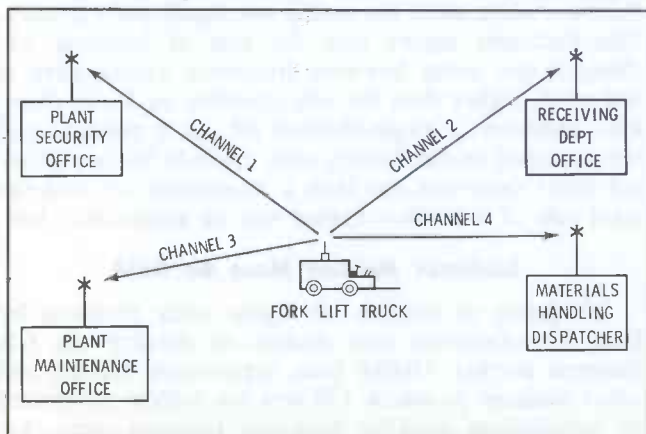 PLANT
SECURITY
OFFICE
CHANNEL 1
CHANNEL 2
RECEIVING
DEPT
OFFICE
CHANNEL 3
CHANNEL 4
FORK LIFT TRUCK
PLANT
MAINTENANCE
OFFICE
MATERIALS
HANDLING
DISPATCHER